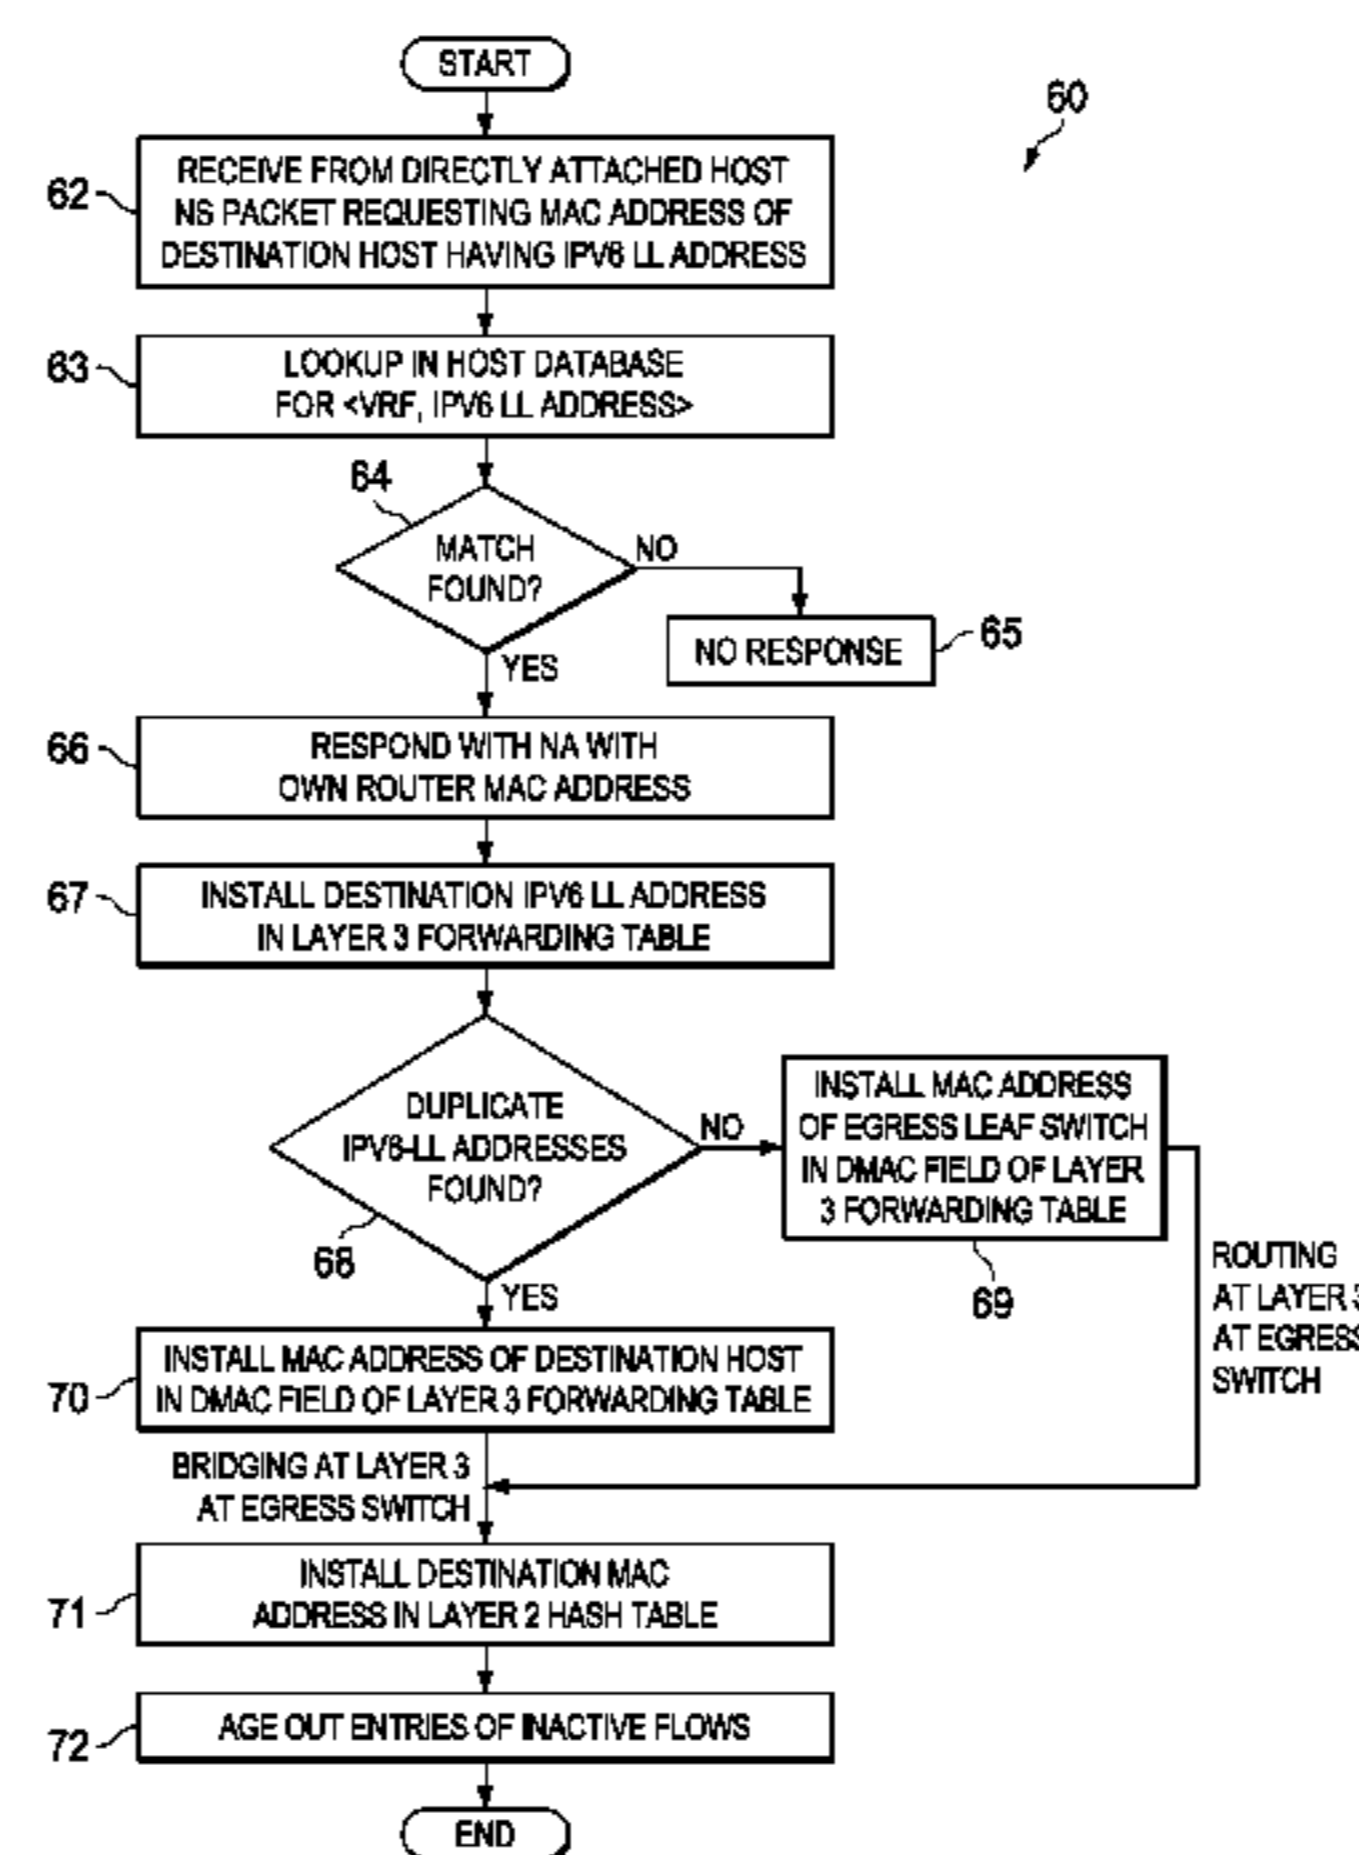 START
60
62
RECEIVE FROM DIRECTLY ATTACHED HOST
NS PACKET REQUESTING MAC ADDRESS OF
DESTINATION HOST HAVING IPV6 LL ADDRESS
63
LOOKUP IN HOST DATABASE
FOR <VRF, IPV6 LL ADDRESS>
64
MATCH
FOUND?
NO
YES
NO RESPONSE
65
66
RESPOND WITH NA WITH
OWN ROUTER MAC ADDRESS
67
INSTALL DESTINATION IPV6 LL ADDRESS
IN LAYER 3 FORWARDING TABLE
DUPLICATE
IPV6-LL ADDRESSES
FOUND?
68
NO
YES
INSTALL MAC ADDRESS
OF EGRESS LEAF SWITCH
IN DMAC FIELD OF LAYER
3 FORWARDING TABLE
69
ROUTING
AT LAYER 3
AT EGRESS
SWITCH
70
INSTALL MAC ADDRESS OF DESTINATION HOST
IN DMAC FIELD OF LAYER 3 FORWARDING TABLE
BRIDGING AT LAYER 3
AT EGRESS SWITCH
71
INSTALL DESTINATION MAC
ADDRESS IN LAYER 2 HASH TABLE
72
AGE OUT ENTRIES OF INACTIVE FLOWS
END